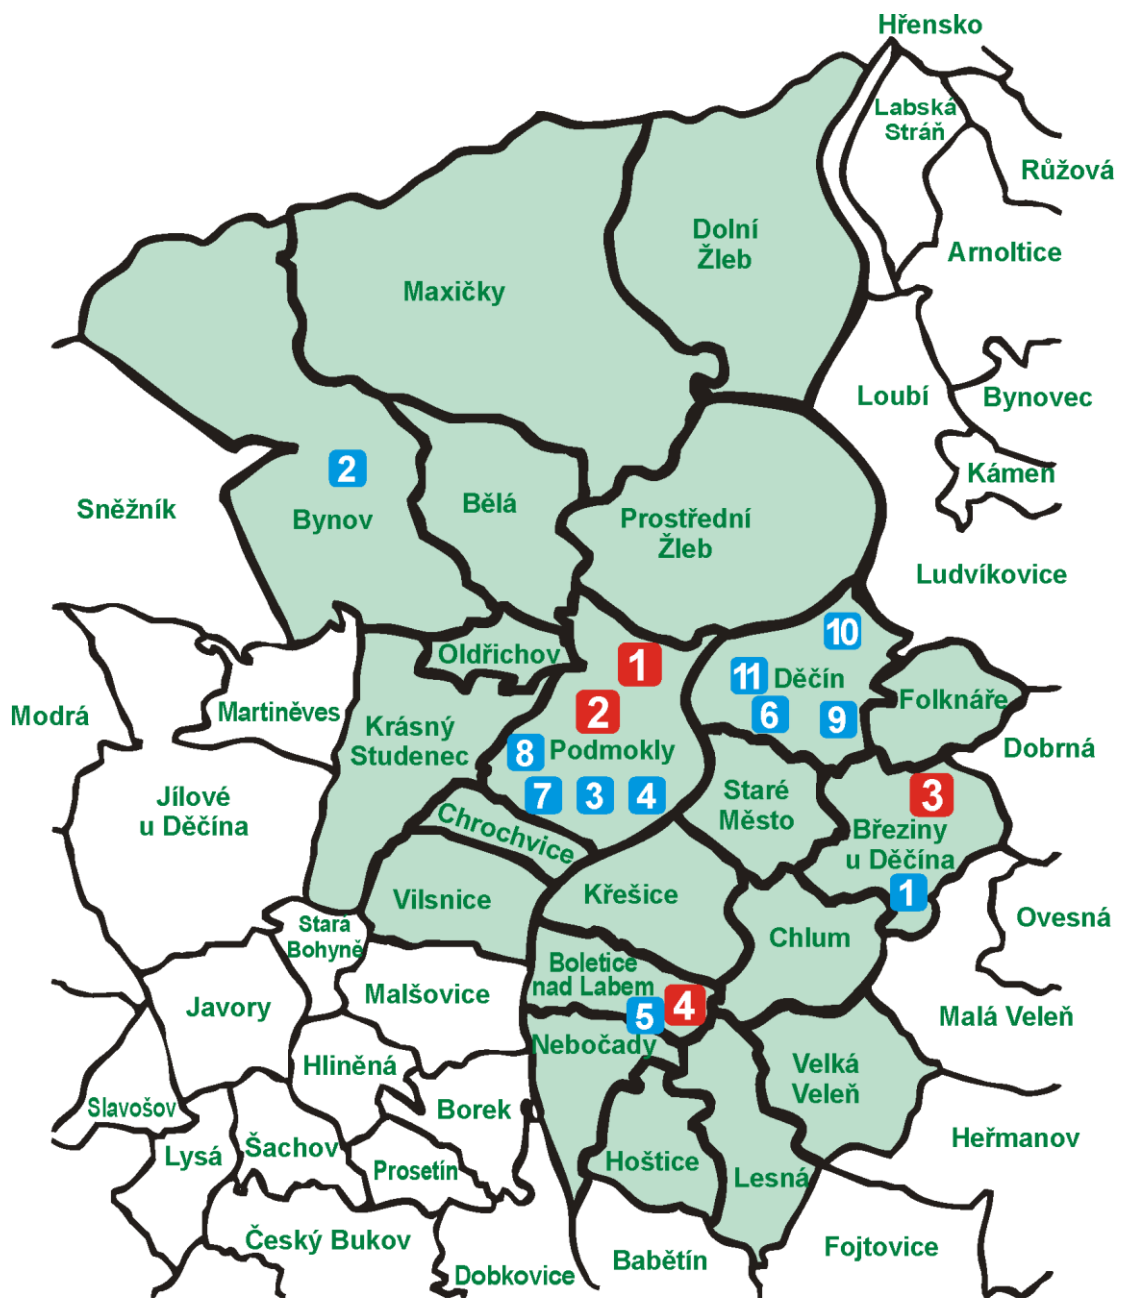 Hřensko
Labská
Stráň
Růžová
Dolní
Žleb
Arnoltice
Maxičky
Loubí
Bynovec
2
Kámen
Sněžník
Bynov
Bělá
Prostřední
Žleb
Ludvíkovice
10
Oldřichov
1
11
Děčín
Folknáře
Modrá
Martiněves
Krásný
Studenec
2
6
9
8
Podmokly
Dobrná
Jílové
u Děčína
7
3
4
Staré
Město
3
Chrochvice
Březiny
u Děčína
Vilsnice
Křešice
1
Ovesná
Stará
Bohyně
Chlum
Boletice
nad Labem
Javory
Malšovice
5
4
Malá Veleň
Nebočady
Hliněná
Velká
Veleň
Slavošov
Borek
Heřmanov
Lysá
Šachov
Prosetín
Hoštice
Lesná
Český Bukov
Fojtovice
Dobkovice
Babětín